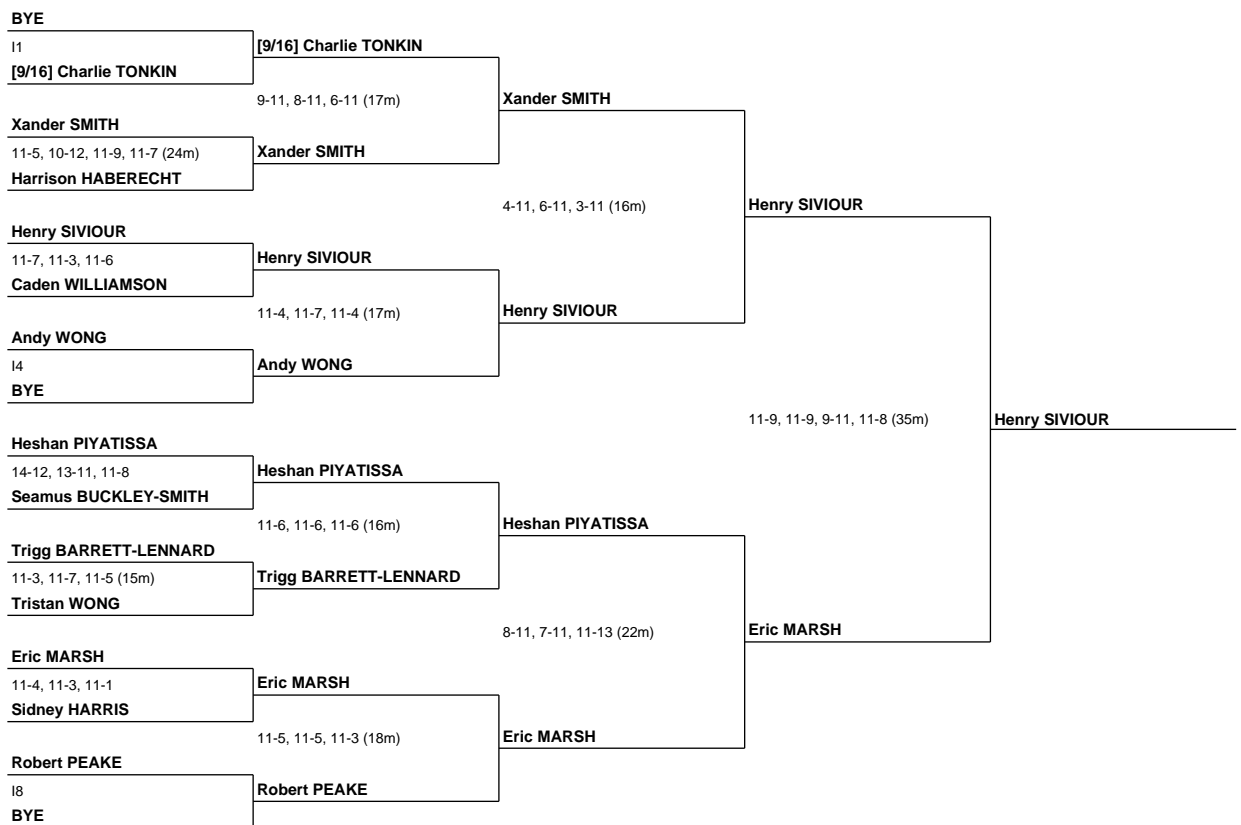 BYE
I1
[9/16] Charlie TONKIN
[9/16] Charlie TONKIN
9-11, 8-11, 6-11 (17m)
Xander SMITH
Xander SMITH
11-5, 10-12, 11-9, 11-7 (24m)
Xander SMITH
Harrison HABERECHT
4-11, 6-11, 3-11 (16m)
Henry SIVIOUR
Henry SIVIOUR
11-7, 11-3, 11-6
Henry SIVIOUR
Caden WILLIAMSON
11-4, 11-7, 11-4 (17m)
Henry SIVIOUR
Andy WONG
I4
Andy WONG
BYE
11-9, 11-9, 9-11, 11-8 (35m)
Henry SIVIOUR
Heshan PIYATISSA
14-12, 13-11, 11-8
Heshan PIYATISSA
Seamus BUCKLEY-SMITH
11-6, 11-6, 11-6 (16m)
Heshan PIYATISSA
Trigg BARRETT-LENNARD
11-3, 11-7, 11-5 (15m)
Trigg BARRETT-LENNARD
Tristan WONG
8-11, 7-11, 11-13 (22m)
Eric MARSH
Eric MARSH
11-4, 11-3, 11-1
Eric MARSH
Sidney HARRIS
11-5, 11-5, 11-3 (18m)
Eric MARSH
Robert PEAKE
I8
Robert PEAKE
BYE